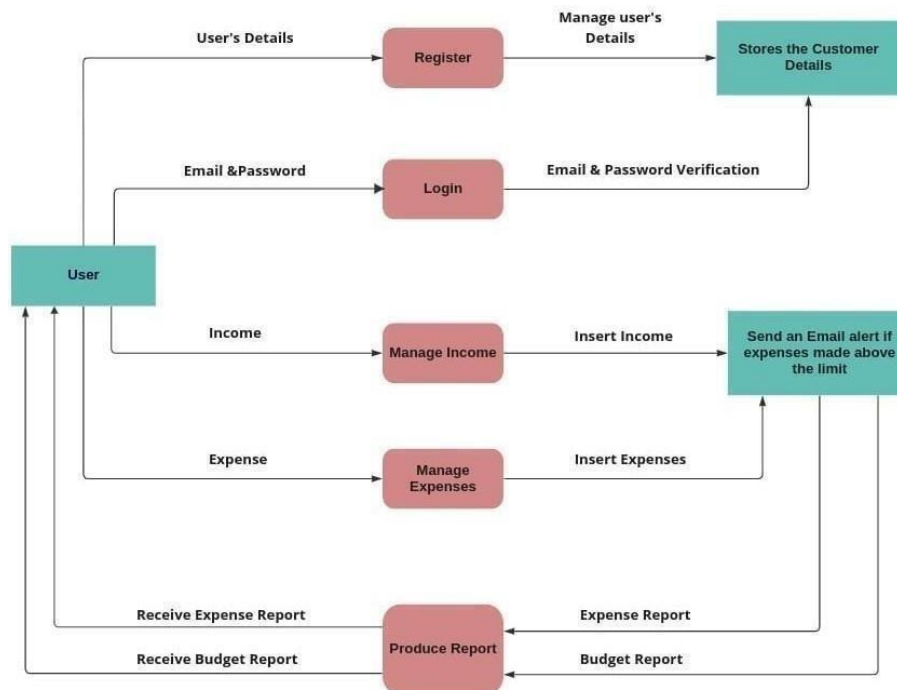 User's Details
Register
Manage user's
Details
Stores the Customer
Details
Email &Password
Login
Email & Password Verification
User
Income
Manage Income
Insert Income
Send an Email alert if
expenses made above
the limit
Expense
Manage
Expenses
Insert Expenses
Receive Expense Report
Expense Report
Produce Report
Receive Budget Report
Budget Report